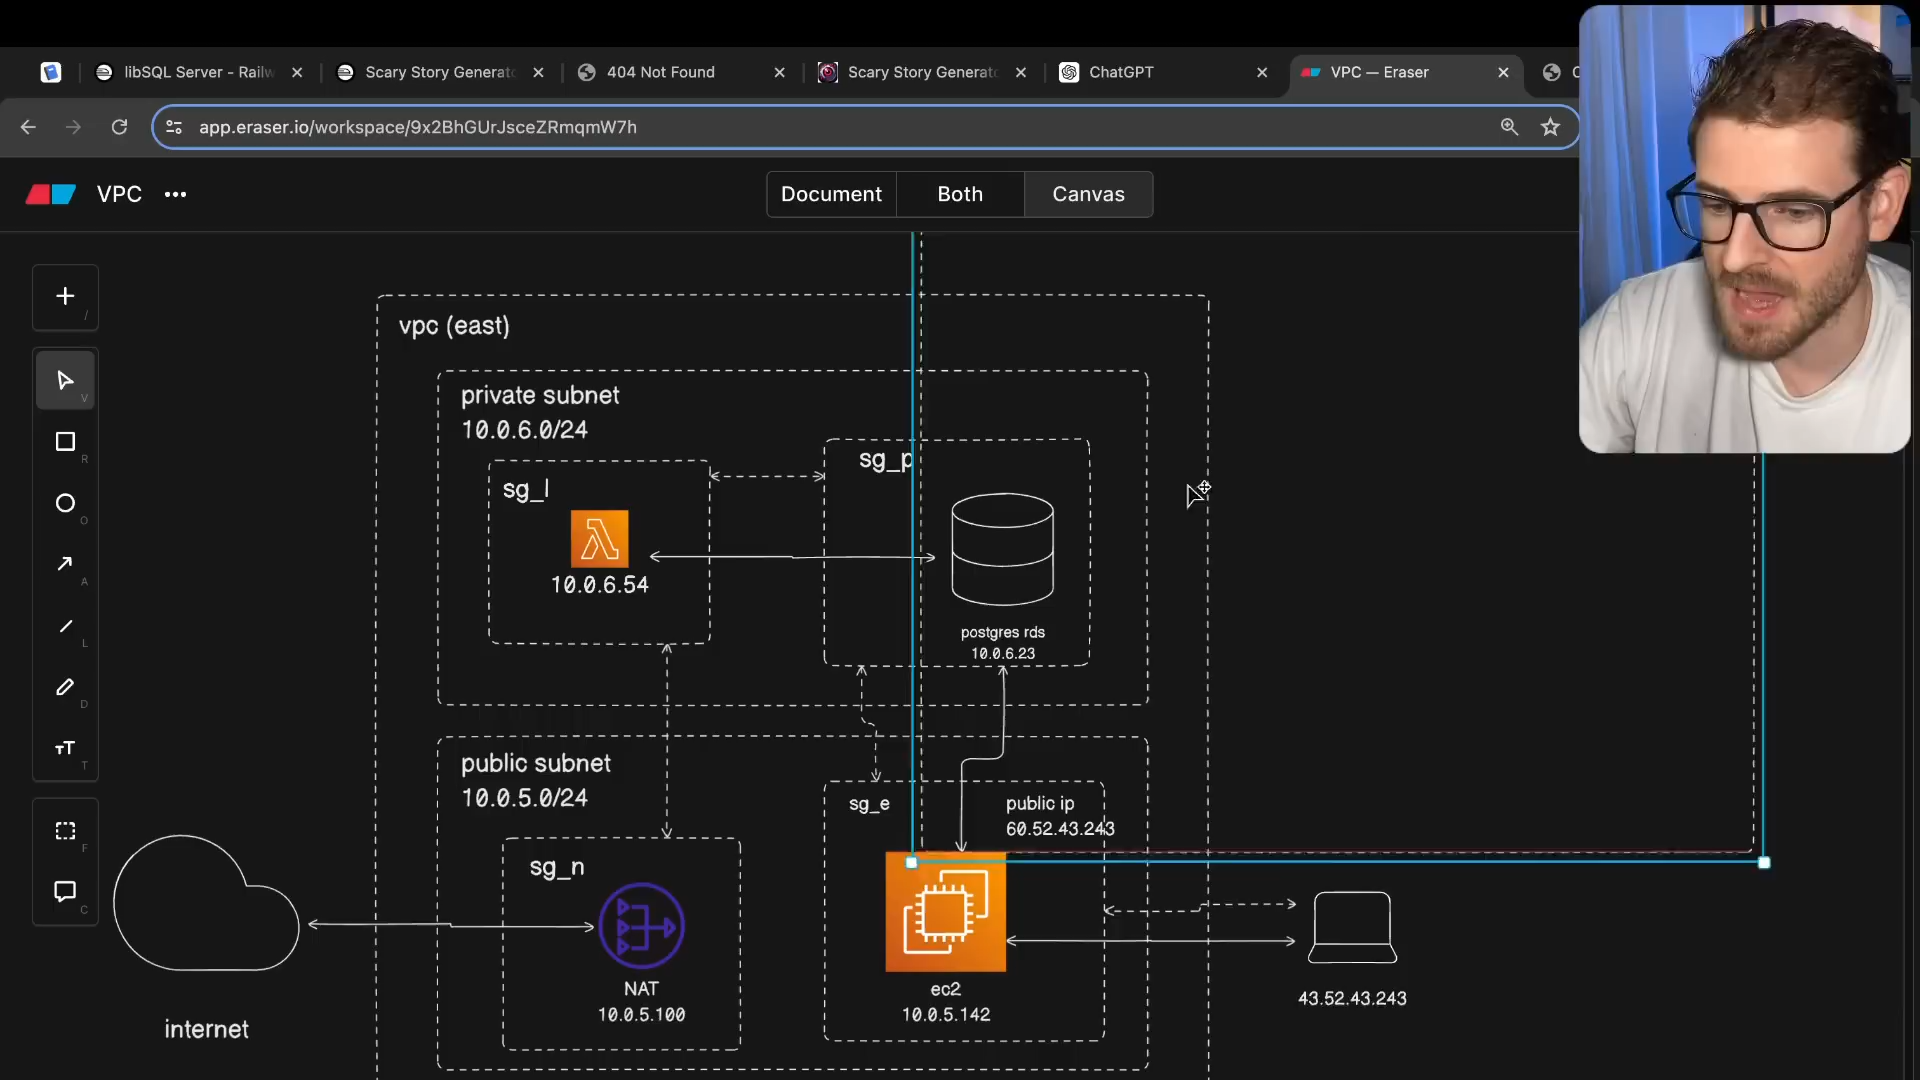 libSQL Server - Railw
Scary Story Generato
404 Not Found
Scary Story Generato
ChatGPT
VPC — Eraser
app.eraser.io/workspace/9x2BhGUrJsceZRmqmW7h
VPC
Document
Both
Canvas
/
V
R
O
A
L
D
T
F
C
vpc (east)
private subnet
10.0.6.0/24
sg_l
10.0.6.54
sg_p
postgres rds
10.0.6.23
public subnet
10.0.5.0/24
sg_n
NAT
10.0.5.100
sg_e
public ip
60.52.43.243
ec2
10.0.5.142
43.52.43.243
internet